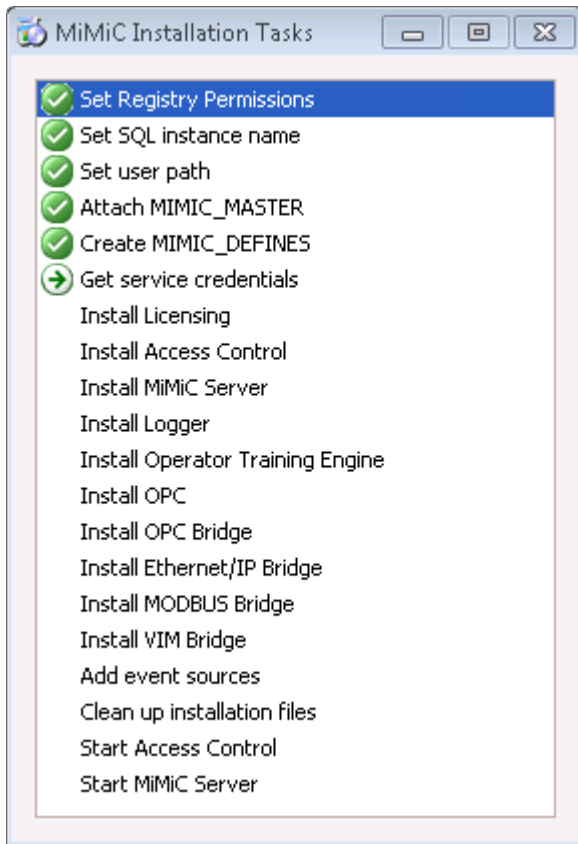 MiMiC Installation Tasks
Set Registry Permissions
Set SQL instance name
Set user path
Attach MIMIC_MASTER
Create MIMIC_DEFINES
Get service credentials
Install Licensing
Install Access Control
Install MiMiC Server
Install Logger
Install Operator Training Engine
Install OPC
Install OPC Bridge
Install Ethernet/IP Bridge
Install MODBUS Bridge
Install VIM Bridge
Add event sources
Clean up installation files
Start Access Control
Start MiMiC Server